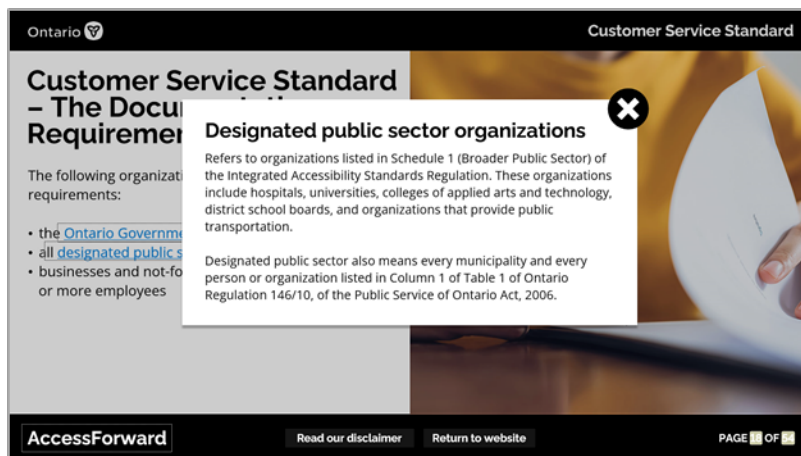 Ontario
Customer Service Standard
Customer Service Standard
– The Docu
Requiremen
The following organizati
requirements:
• the Ontario Governme
• all designated public s
• businesses and not-fo
or more employees
Designated public sector organizations
Refers to organizations listed in Schedule 1 (Broader Public Sector) of
the Integrated Accessibility Standards Regulation. These organizations
include hospitals, universities, colleges of applied arts and technology,
district school boards, and organizations that provide public
transportation.
Designated public sector also means every municipality and every
person or organization listed in Column 1 of Table 1 of Ontario
Regulation 146/10, of the Public Service of Ontario Act, 2006.
AccessForward
Read our disclaimer
Return to website
PAGE 18 OF 54